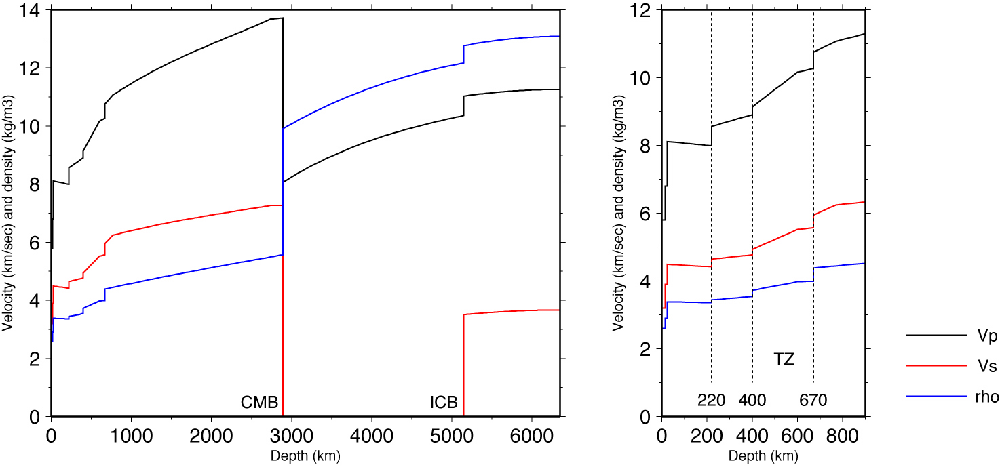 14
12
10
8
6
4
2
0
Velocity (km/sec) and density (kg/m3)
CMB
ICB
0 1000 2000 3000 4000 5000 6000
Depth (km)
12
10
8
6
4
2
0
Velocity (km/sec) and density (kg/m3)
TZ
220 400 670
0 200 400 600 800
Depth (km)
Vp
Vs
rho